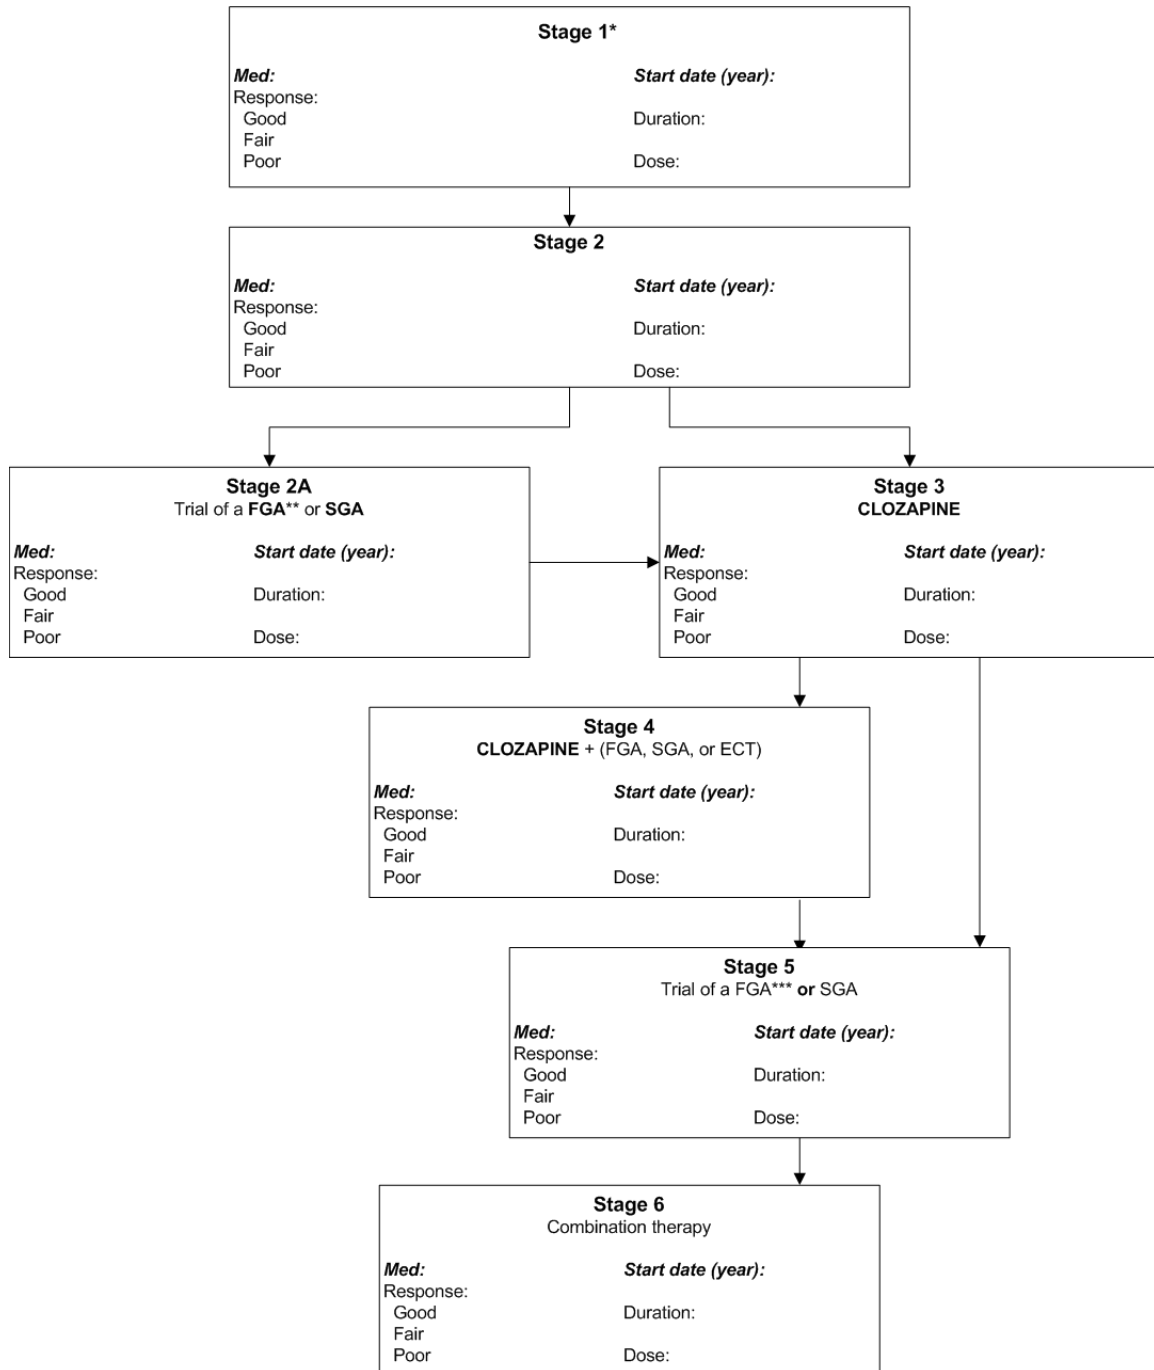 Stage 1*
Med: Start date (year):
Response:
Good Duration:
Fair
Poor Dose:
Stage 2
Med: Start date (year):
Response:
Good Duration:
Fair
Poor Dose:
Stage 2A
Trial of a FGA** or SGA
Med: Start date (year):
Response:
Good Duration:
Fair
Poor Dose:
Stage 3
CLOZAPINE
Med: Start date (year):
Response:
Good Duration:
Fair
Poor Dose:
Stage 4
CLOZAPINE + (FGA, SGA, or ECT)
Med: Start date (year):
Response:
Good Duration:
Fair
Poor Dose:
Stage 5
Trial of a FGA*** or SGA
Med: Start date (year):
Response:
Good Duration:
Fair
Poor Dose:
Stage 6
Combination therapy
Med: Start date (year):
Response:
Good Duration:
Fair
Poor Dose: